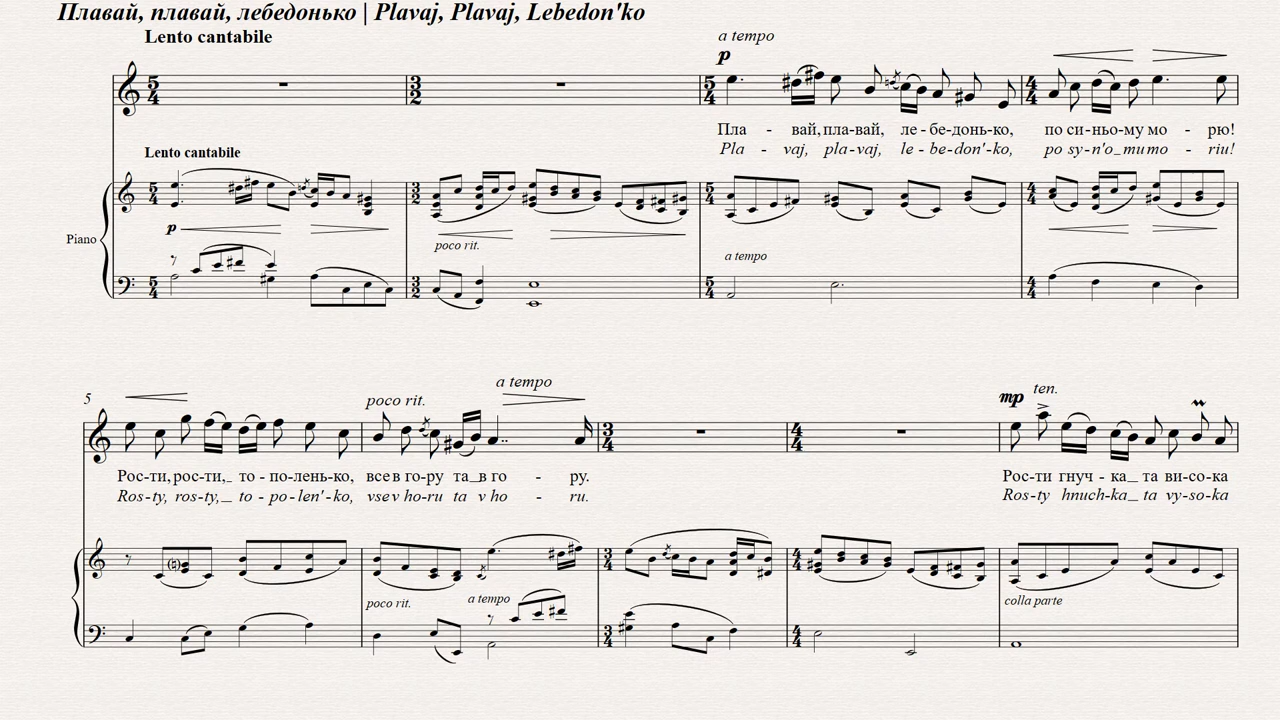 Плавай, плавай, лебедонько | Plavaj, Plavaj, Lebedon'ko
Lento cantabile
a tempo
p
Пла - вай, пла-вай, ле - бе-донь-ко, по си-ньо-му мо - рю!
Pla - vaj, plavaj, le - be-don'-ko, po sy-n'o_mu mo - riu!
Lento cantabile
Piano
p
poco rit.
a tempo
5
poco rit.
a tempo
mp
ten.
Рос-ти, рос-ти,_ то - по-лень-ко, все в го-ру та_в го - ру. Рос-ти гнуч - ка_ та ви-со-ка
Ros-ty, ros-ty,_ to - po-len'-ko, vse v ho-ru ta v ho - ru. Ros-ty hnuch-ka_ ta vy-so-ka
poco rit.
a tempo
colla parte